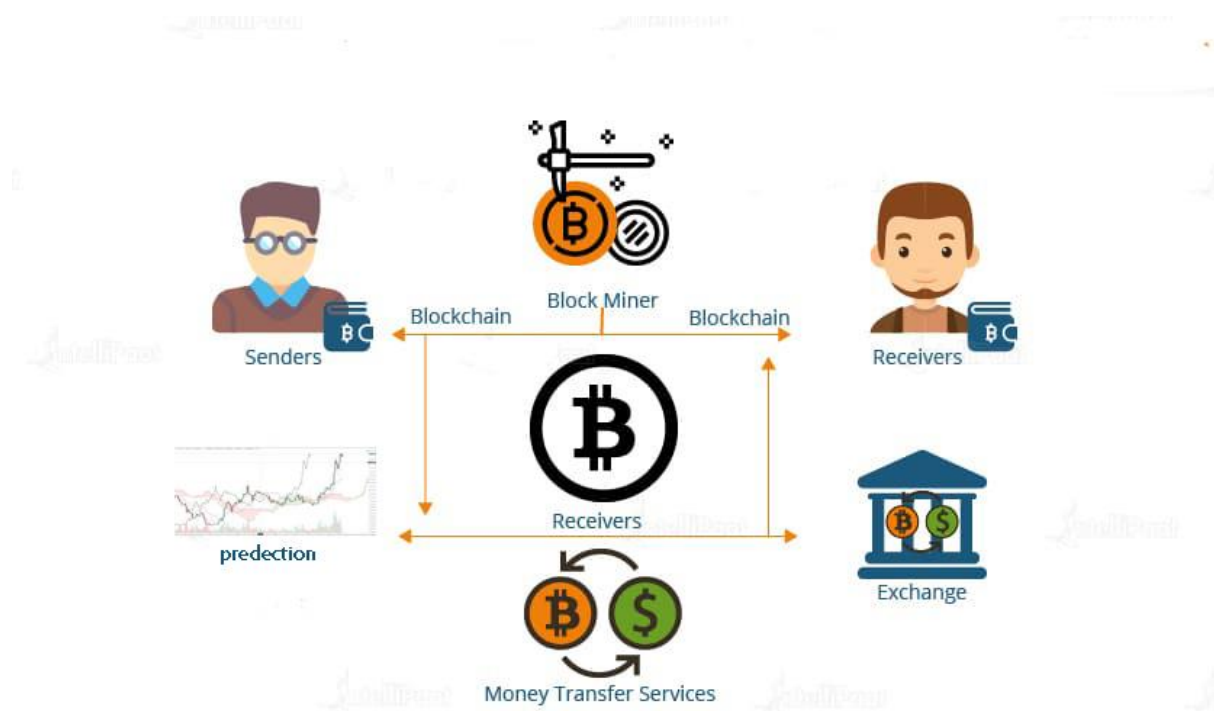 Block Miner
Blockchain
Blockchain
Senders
Receivers
Receivers
predection
Exchange
Money Transfer Services